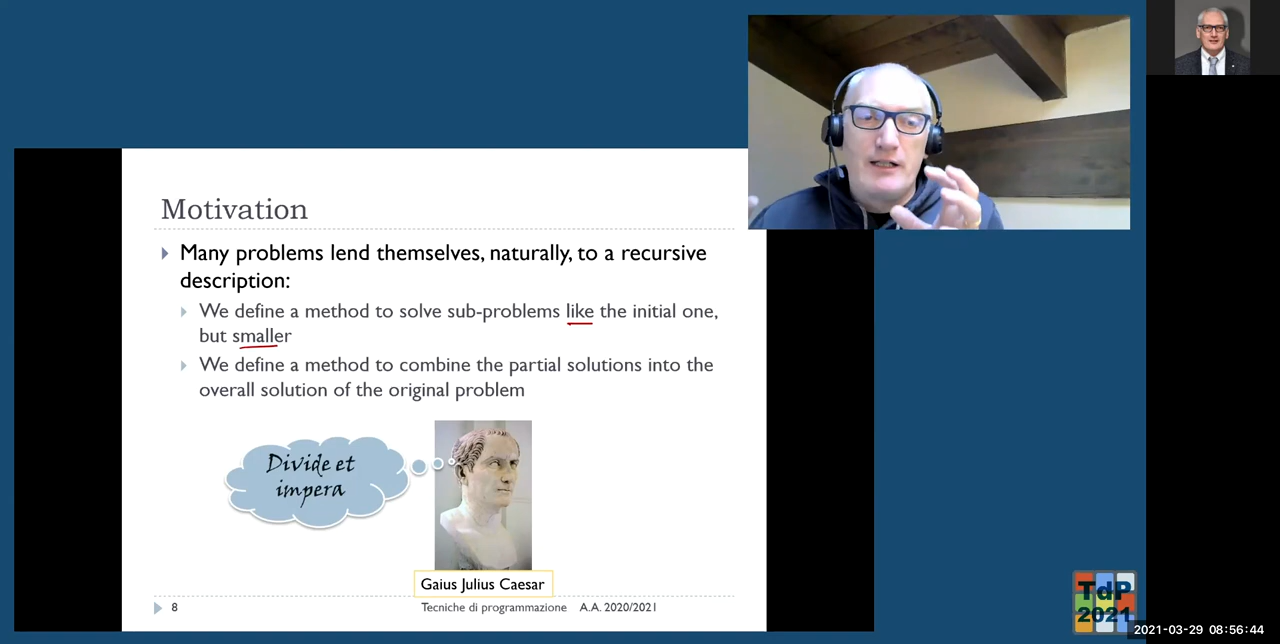 Motivation
Many problems lend themselves, naturally, to a recursive
description:
We define a method to solve sub-problems like the initial one,
but smaller
We define a method to combine the partial solutions into the
overall solution of the original problem
Divide et
impera
Gaius Julius Caesar
8
Tecniche di programmazione A.A. 2020/2021
TdP
2021
2021-03-29 08:56:44